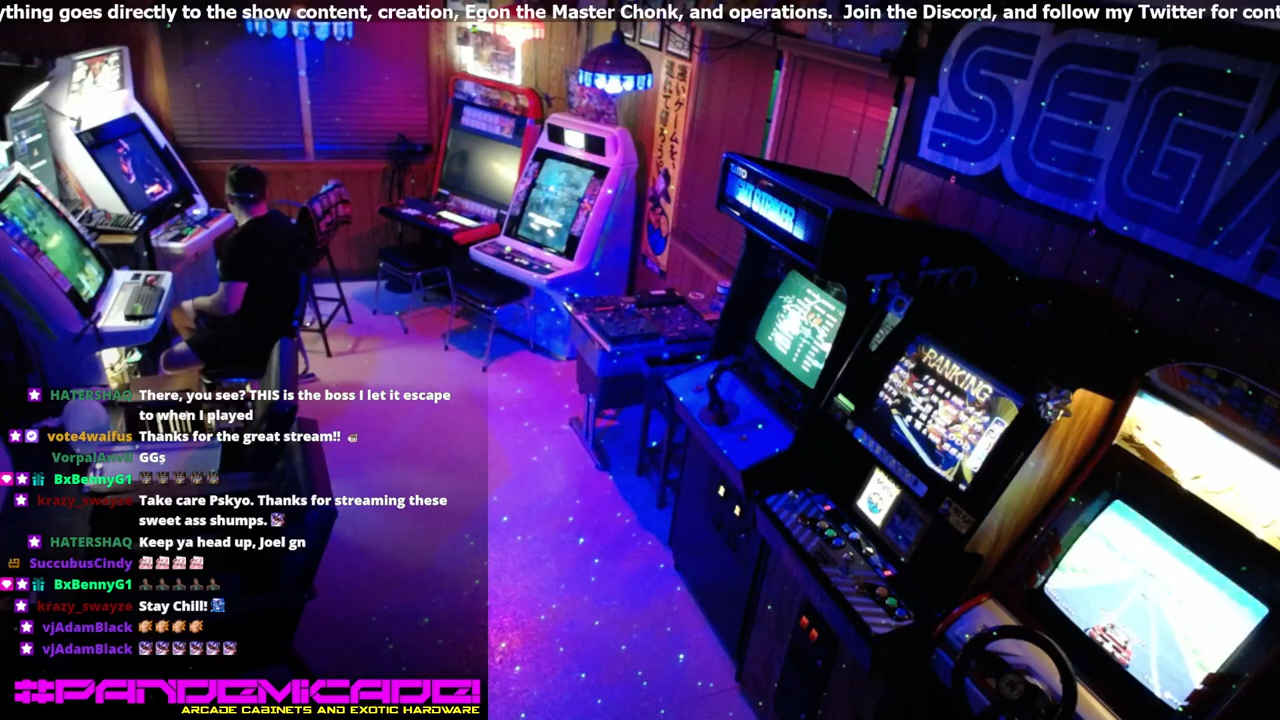 ything goes directly to the show content, creation, Egon the Master Chonk, and operations.  Join the Discord, and follow my Twitter for cont
SEGA
TAITO
TAITO
RANKING
HATERSHAQ There, you see? THIS is the boss I let it escape
to when I played
vote4waifus Thanks for the great stream!!
VorpalAnvil GGs
BxBennyG1
krazy_swayze Take care Pskyo. Thanks for streaming these
sweet ass shumps.
HATERSHAQ Keep ya head up, Joel gn
SuccubusCindy
BxBennyG1
krazy_swayze Stay Chill!
vjAdamBlack
vjAdamBlack
#PANDEMICADE!
ARCADE CABINETS AND EXOTIC HARDWARE